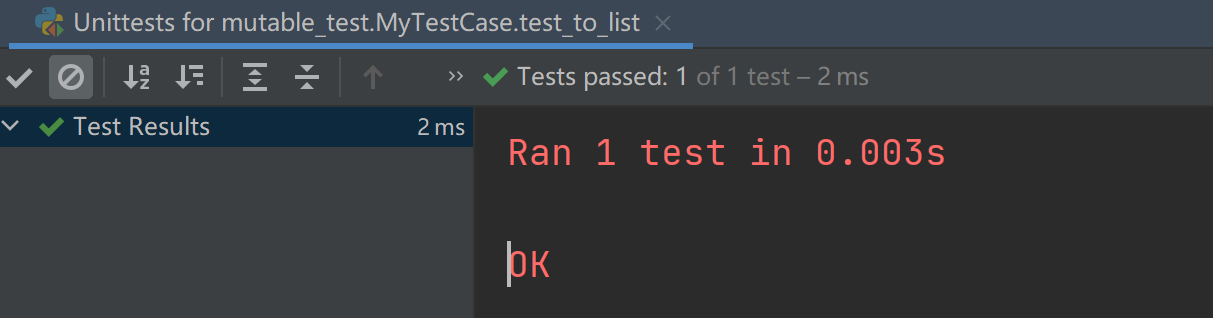 Unittests for mutable_test.MyTestCase.test_to_list
Tests passed: 1 of 1 test – 2 ms
Test Results 2 ms
Ran 1 test in 0.003s
OK